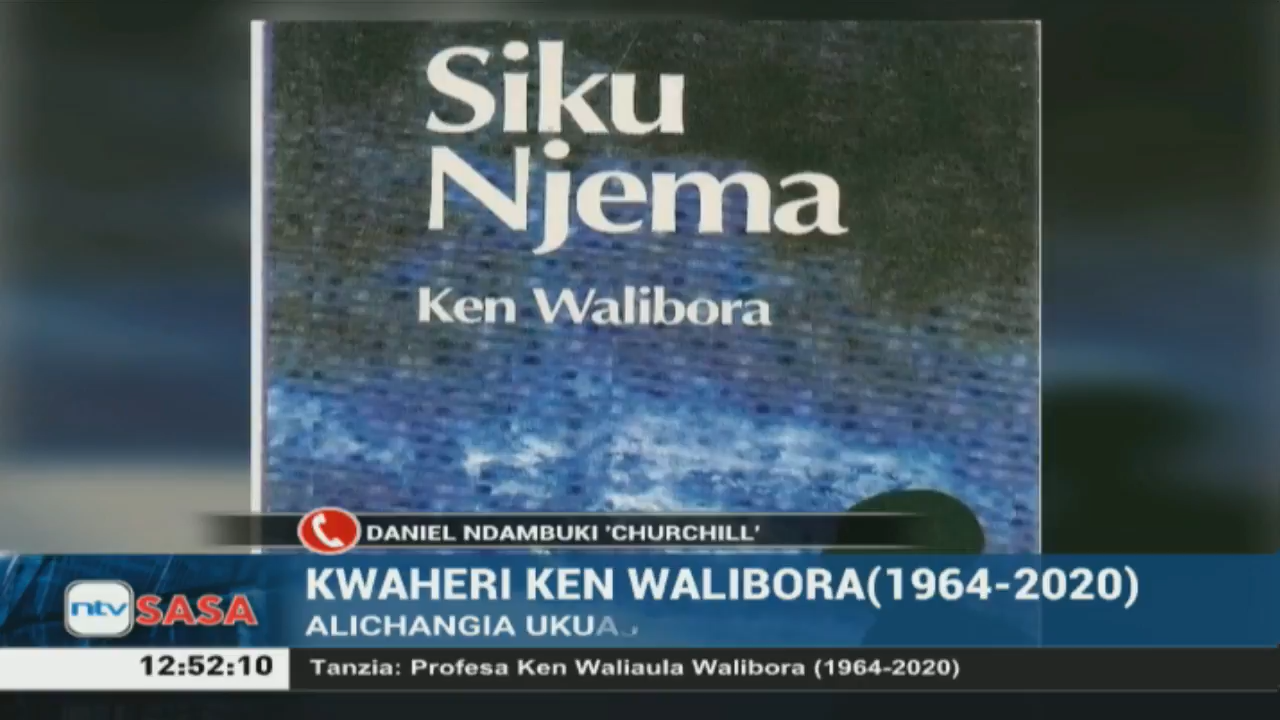 Siku
Njema
Ken Walibora
DANIEL NDAMBUKI 'CHURCHILL'
KWAHERI KEN WALIBORA(1964-2020)
ntv SASA
ALICHANGIA
12:52:10
Tanzia: Profesa Ken Waliaula Walibora (1964-2020)